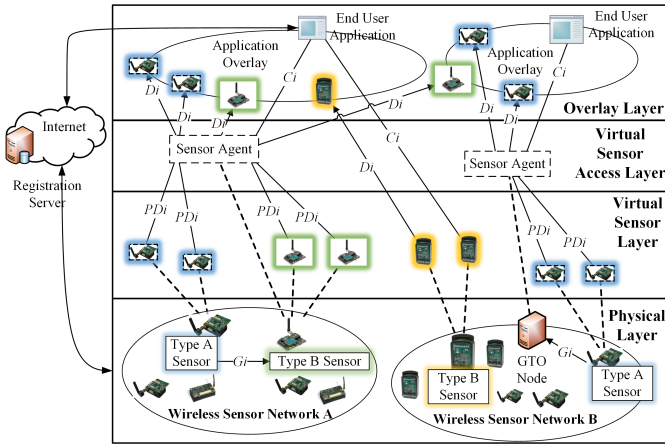 End User
Application
End User
Application
Application
Overlay
Application
Overlay
Ci
Di
Di
Di
Di
Di
Di
Overlay Layer
Internet
Registration
Server
Sensor Agent
Di
Ci
Sensor Agent
Virtual
Sensor
Access Layer
PDi
PDi
PDi
PDi
PDi
PDi
Virtual
Sensor
Layer
Physical
Layer
Type A
Sensor
Gi
Type B Sensor
Wireless Sensor Network A
Type B
Sensor
GTO
Node
Gi
Type A
Sensor
Wireless Sensor Network B